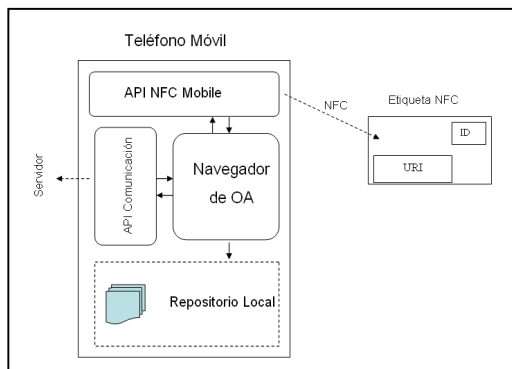 Teléfono Móvil
API NFC Mobile
NFC
Etiqueta NFC
ID
URI
Servidor
API Comunicación
Navegador
de OA
Repositorio Local